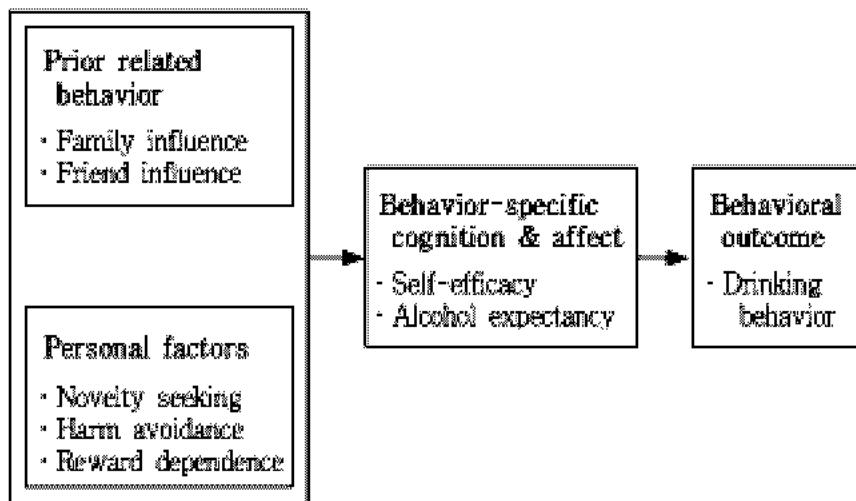 Prior related
behavior
· Family influence
· Friend influence
Personal factors
· Novelty seeking
· Harm avoidance
· Reward dependence
Behavior-specific
cognition & affect
· Self-efficacy
· Alcohol expectancy
Behavioral
outcome
· Drinking
behavior